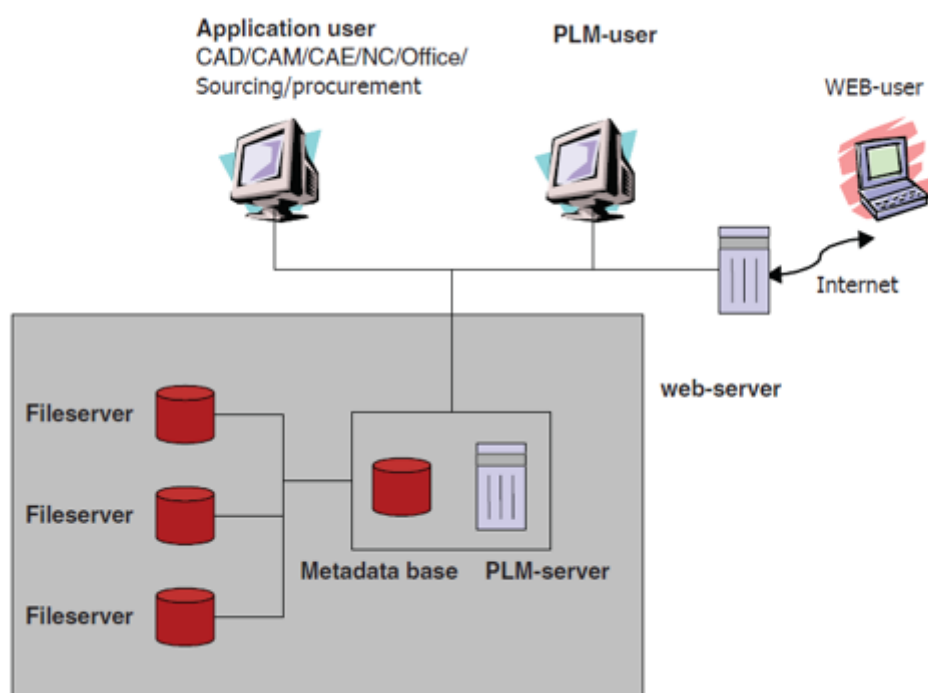 Application user
CAD/CAM/CAE/NC/Office/
Sourcing/procurement
PLM-user
WEB-user
Internet
web-server
Fileserver
Fileserver
Fileserver
Metadata base
PLM-server